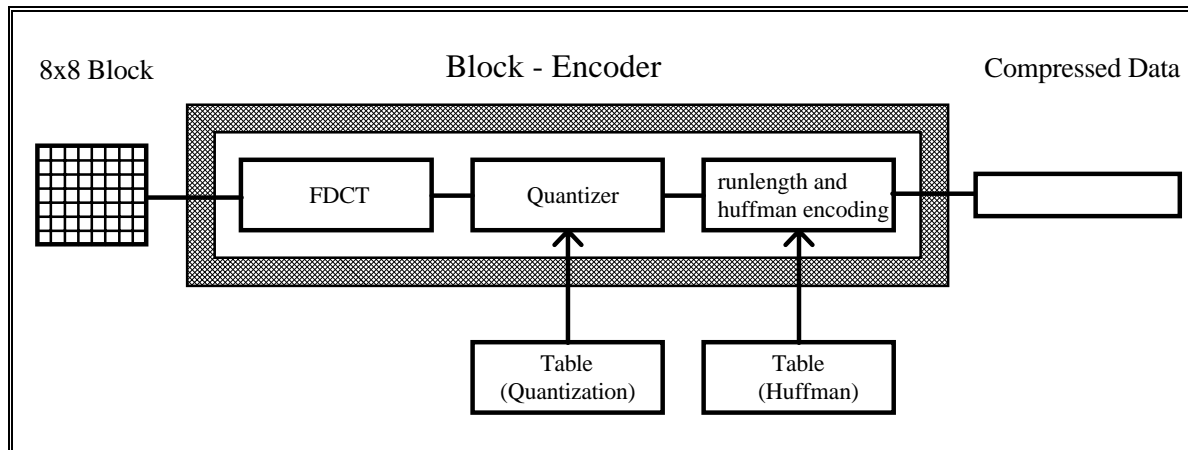 8x8 Block
Block - Encoder
Compressed Data
FDCT
Quantizer
runlength and
huffman encoding
Table
(Quantization)
Table
(Huffman)